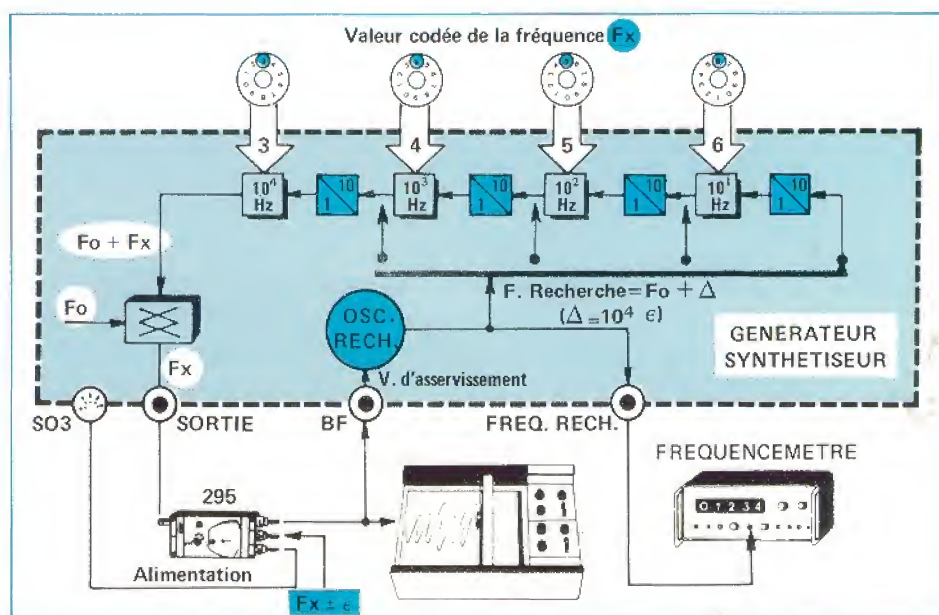 Valeur codée de la fréquence Fx
3
4
5
6
10⁴ Hz
10
1
10³ Hz
10
1
10² Hz
10
1
10¹ Hz
10
1
Fo + Fx
Fo
Fx
OSC.
RECH.
F. Recherche = Fo + Δ
(Δ = 10⁴ ϵ)
GENERATEUR
SYNTHETISEUR
V. d'asservissement
SO3
SORTIE
BF
FREQ. RECH.
FREQUENCEMETRE
01234
295
Alimentation
Fx ± ϵ